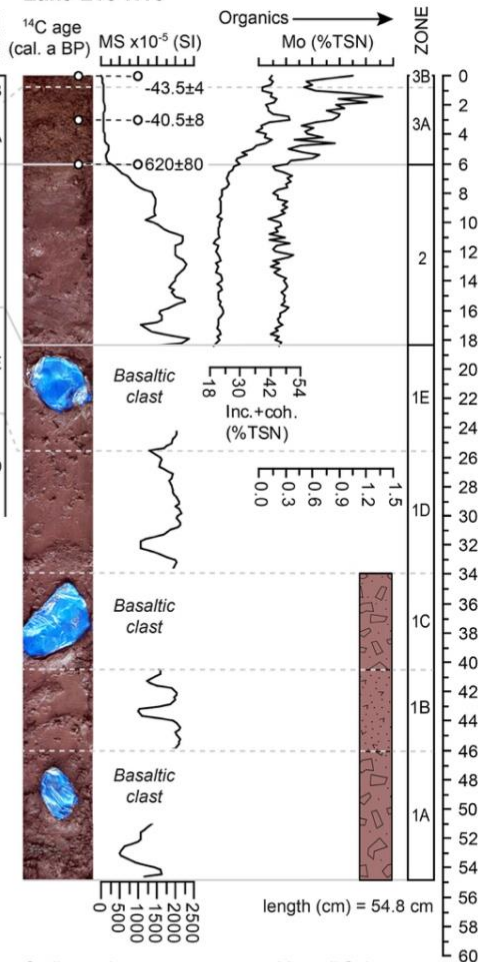 Organics
¹⁴C age
(cal. a BP)
MS x10⁻⁵ (SI)
Mo (%TSN)
ZONE
-43.5±4
-40.5±8
620±80
3B
3A
2
1E
1D
1C
1B
1A
0
2
4
6
8
10
12
14
16
18
20
22
24
26
28
30
32
34
36
38
40
42
44
46
48
50
52
54
56
58
60
Basaltic
clast
18
30
42
54
Inc.+coh.
(%TSN)
0.0
0.3
0.6
0.9
1.2
1.5
Basaltic
clast
Basaltic
clast
0
500
1000
1500
2000
2500
length (cm) = 54.8 cm